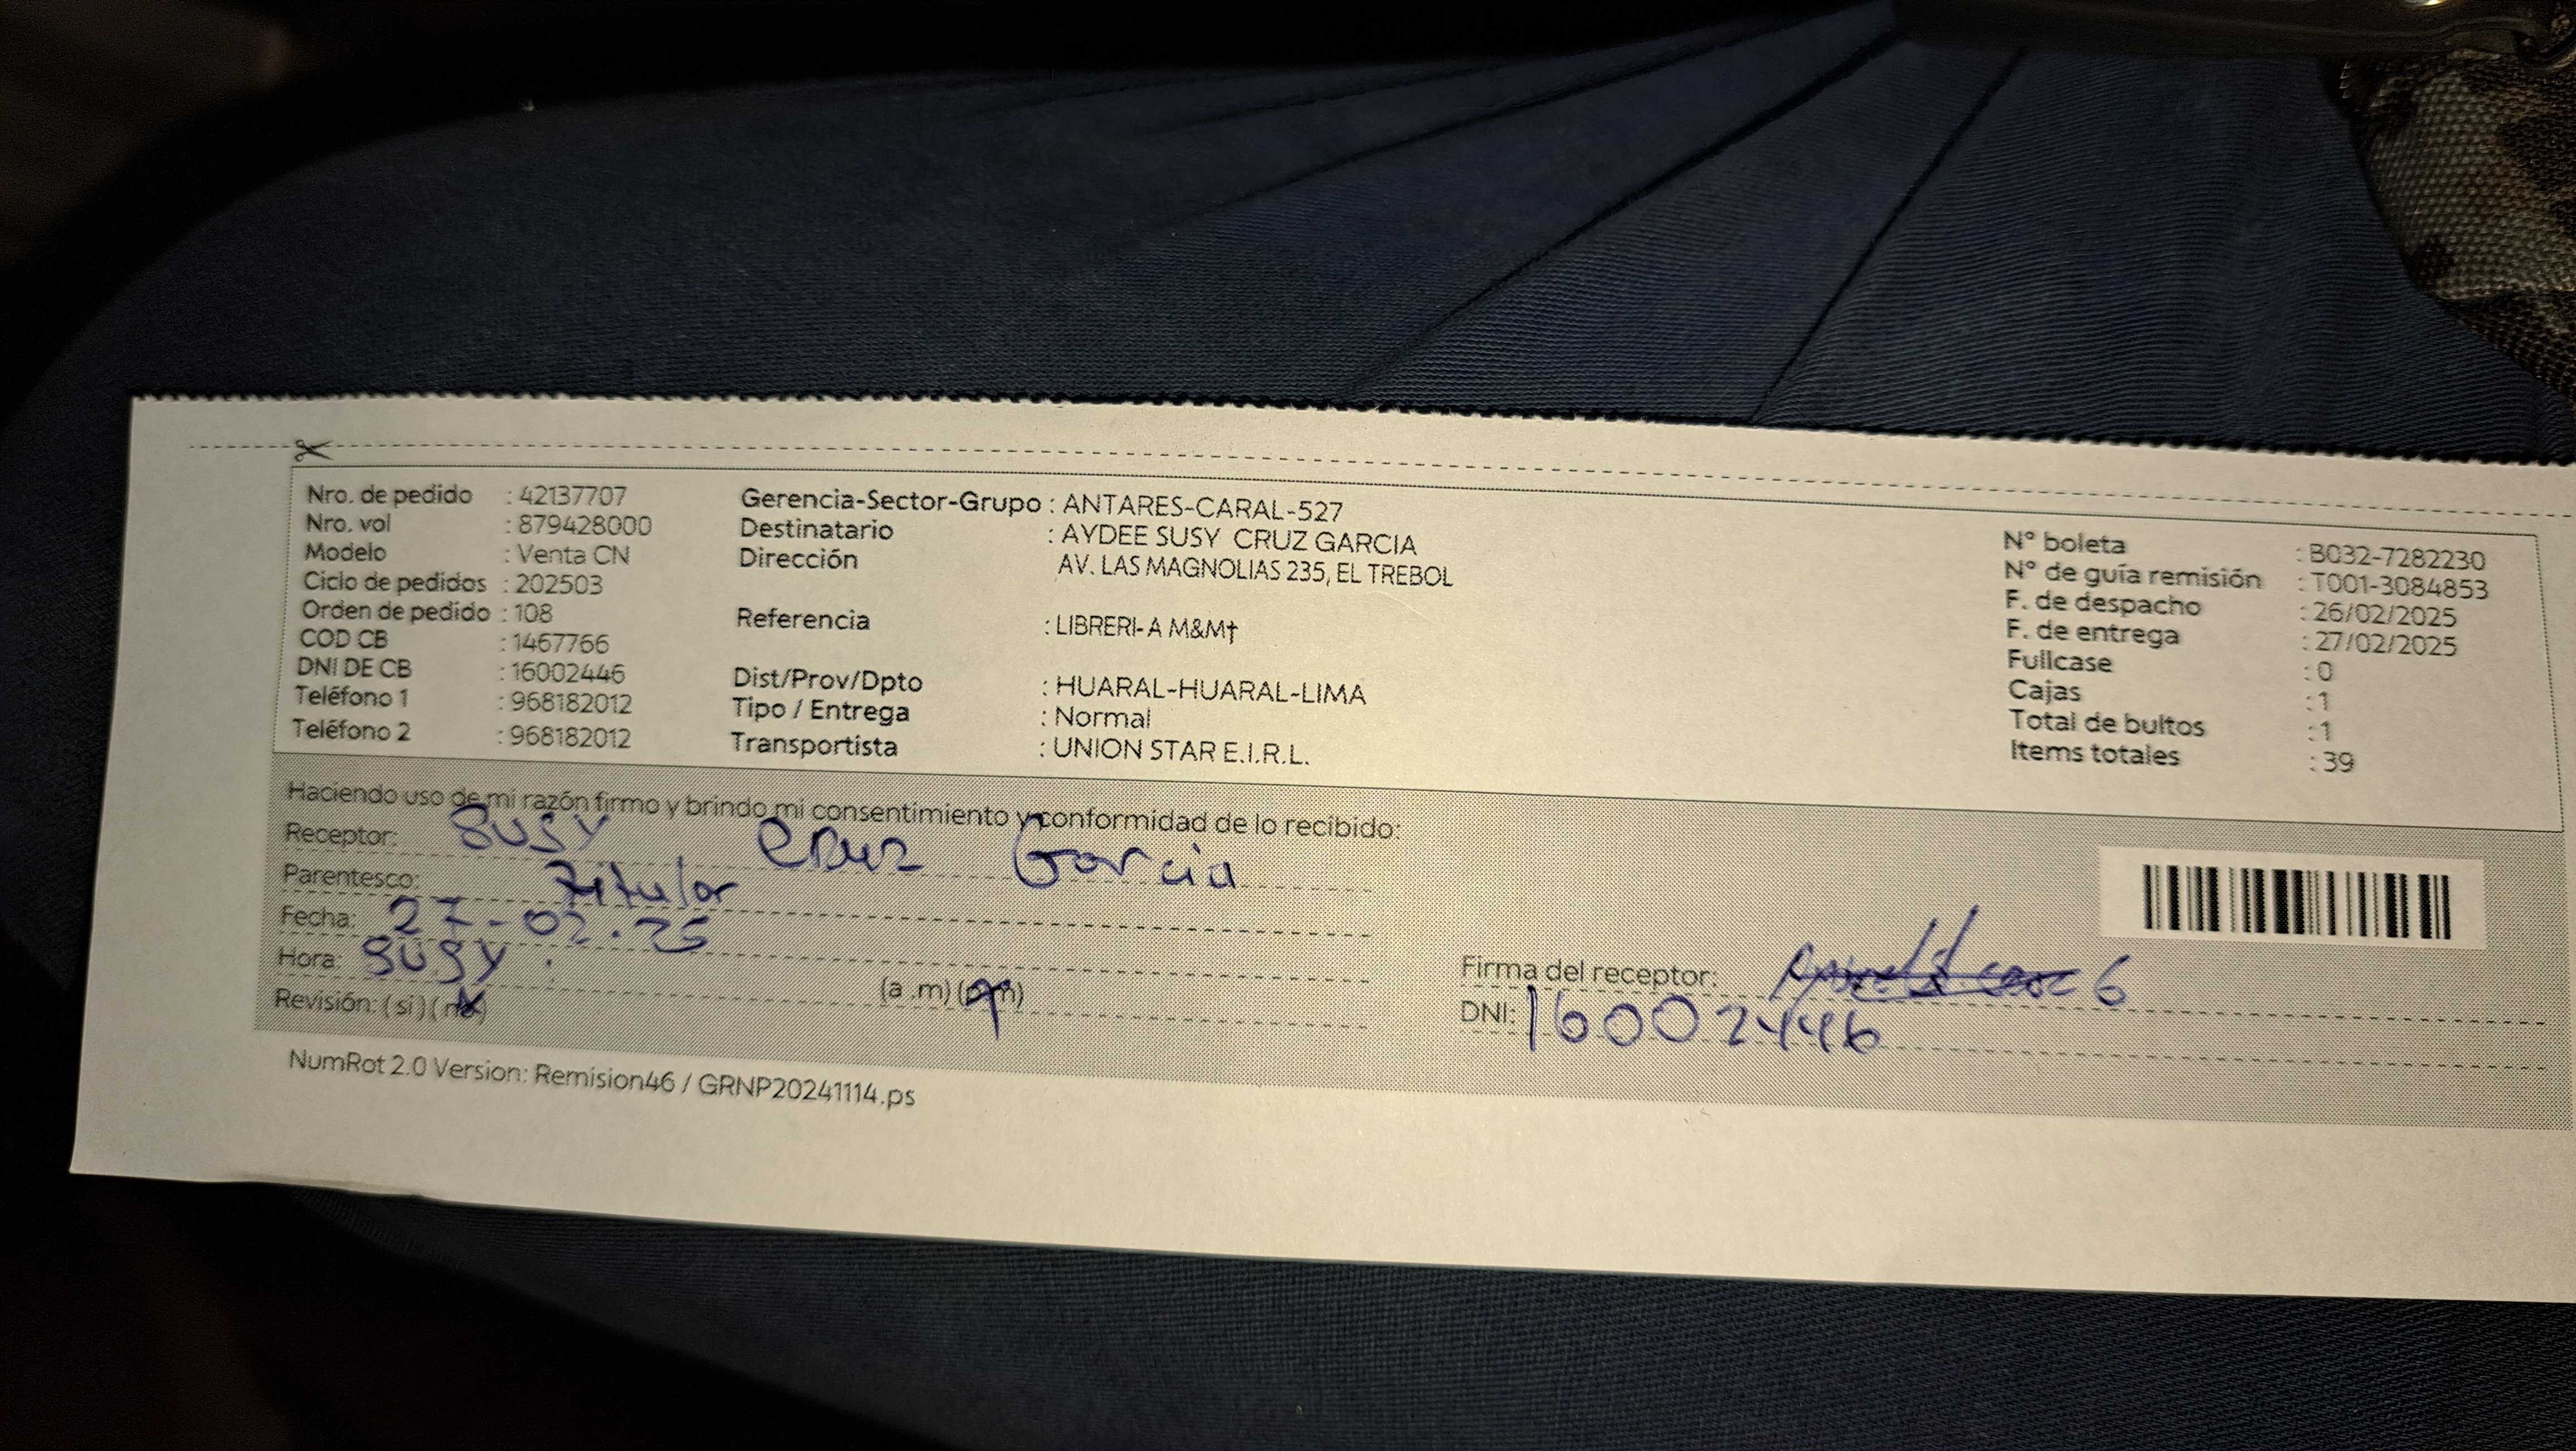 Nro. de pedido : 42137707
Nro. vol : 879428000
Modelo : Venta CN
Ciclo de pedidos : 202503
Orden de pedido : 108
COD CB : 1467766
DNI DE CB : 16002446
Teléfono 1 : 968182012
Teléfono 2 : 968182012
Gerencia-Sector-Grupo : ANTARES-CARAL-527
Destinatario : AYDEE SUSY CRUZ GARCIA
Dirección AV. LAS MAGNOLIAS 235, EL TREBOL
Referencia : LIBRERI-A M&M†
Dist/Prov/Dpto : HUARAL-HUARAL-LIMA
Tipo / Entrega : Normal
Transportista : UNION STAR E.I.R.L.
N° boleta : B032-7282230
N° de guía remisión : T001-3084853
F. de despacho : 26/02/2025
F. de entrega : 27/02/2025
Fullcase : 0
Cajas : 1
Total de bultos : 1
Items totales : 39
Haciendo uso de mi razón firmo y brindo mi consentimiento y conformidad de lo recibido:
Receptor: SUSY CRUZ Garcia
Parentesco: Titular
Fecha: 27-02.25
Hora: SUSY : (a .m) (p.m)
Revisión: (si) (no)
Firma del receptor:
DNI: 16002446
NumRot 2.0 Version: Remision46 / GRNP20241114.ps